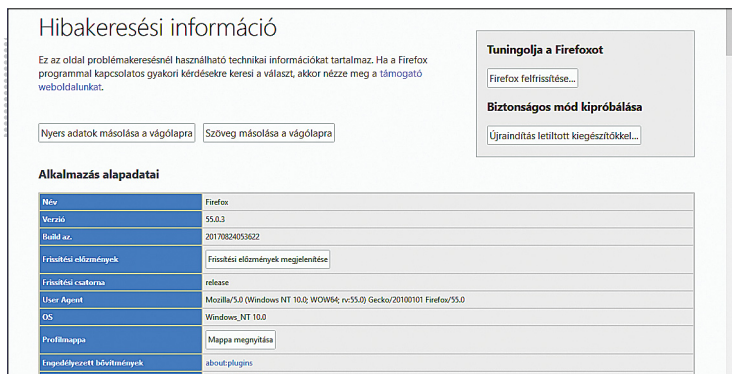 Hibakeresési információ
Ez az oldal problémakeresésnél használható technikai információkat tartalmaz. Ha a Firefox
programmal kapcsolatos gyakori kérdésekre keresi a választ, akkor nézze meg a támogató
weboldalunkat.
Nyers adatok másolása a vágólapra Szöveg másolása a vágólapra
Tuningolja a Firefoxot
Firefox felfrissítése...
Biztonságos mód kipróbálása
Újraindítás letiltott kiegészítőkkel...
Alkalmazás alapadatai
Név Firefox
Verzió 55.0.3
Build az. 20170824053622
Frissítési előzmények Frissítési előzmények megjelenítése
Frissítési csatorna release
User Agent Mozilla/5.0 (Windows NT 10.0; WOW64; rv:55.0) Gecko/20100101 Firefox/55.0
OS Windows_NT 10.0
Profilmappa Mappa megnyitása
Engedélyezett bővítmények about:plugins